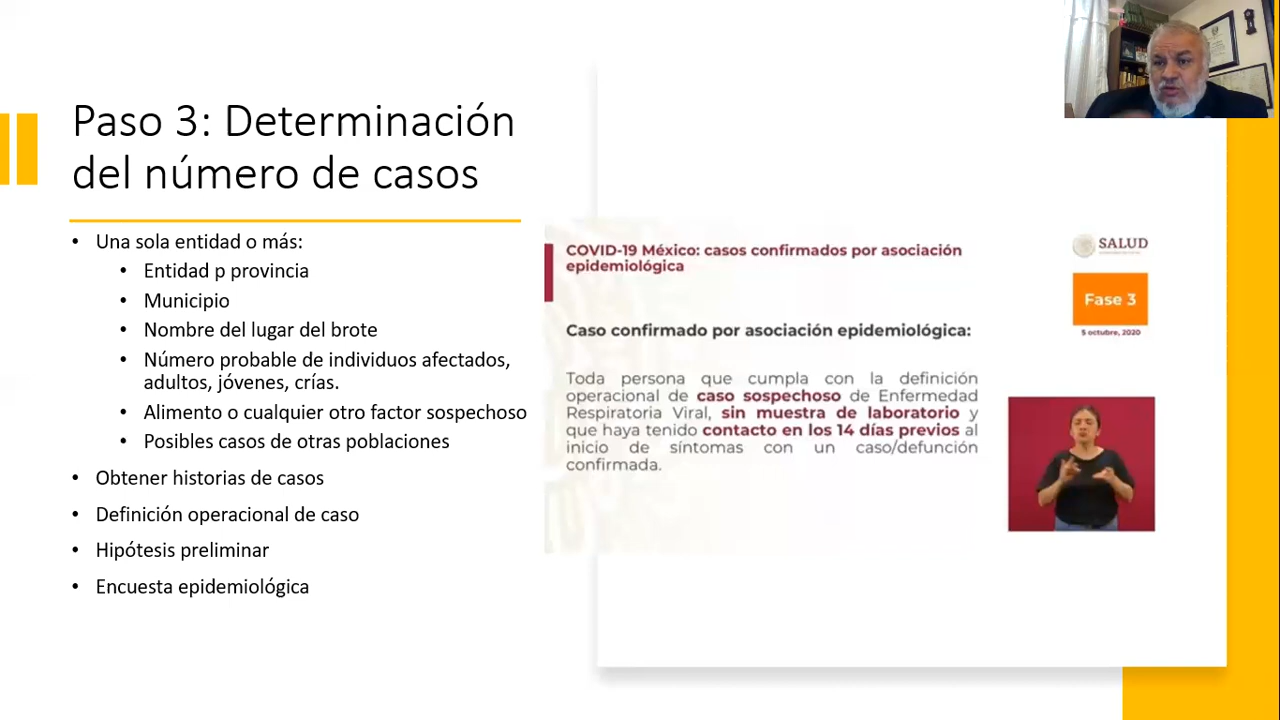 Paso 3: Determinación
del número de casos
• Una sola entidad o más:
• Entidad p provincia
• Municipio
• Nombre del lugar del brote
• Número probable de individuos afectados,
adultos, jóvenes, crías.
• Alimento o cualquier otro factor sospechoso
• Posibles casos de otras poblaciones
• Obtener historias de casos
• Definición operacional de caso
• Hipótesis preliminar
• Encuesta epidemiológica
COVID-19 México: casos confirmados por asociación
epidemiológica
SALUD
Fase 3
5 octubre, 2020
Caso confirmado por asociación epidemiológica:
Toda persona que cumpla con la definición
operacional de caso sospechoso de Enfermedad
Respiratoria Viral, sin muestra de laboratorio y
que haya tenido contacto en los 14 días previos al
inicio de síntomas con un caso/defunción
confirmada.